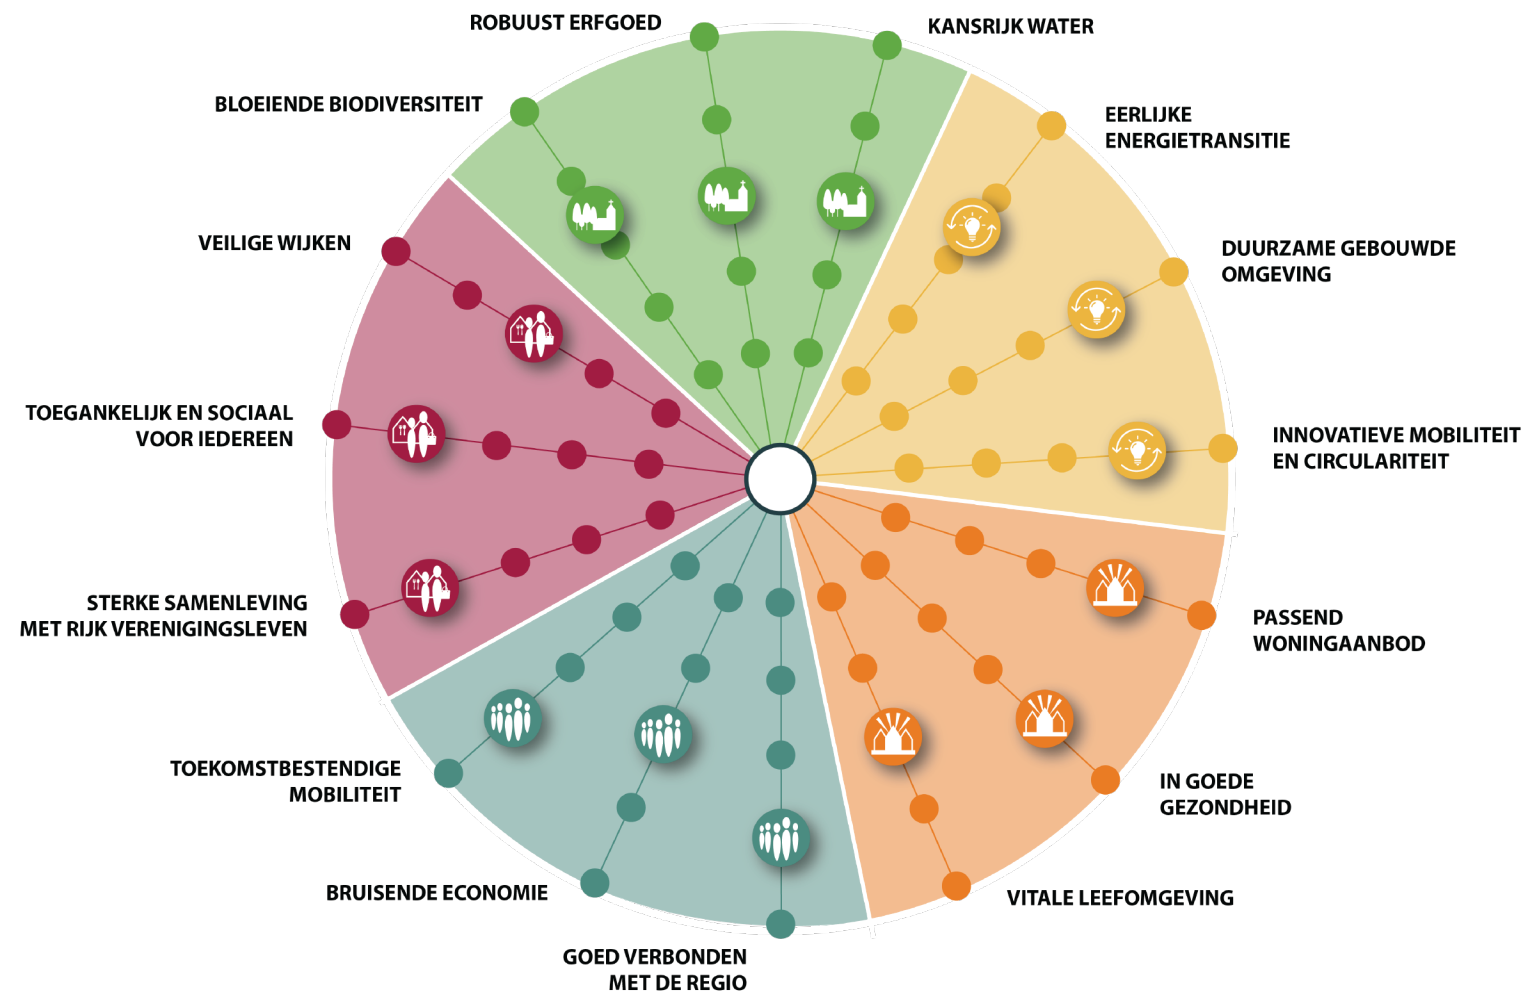 ROBUUST ERFGOED
KANSRIJK WATER
BLOEIENDE BIODIVERSITEIT
EERLIJKE
ENERGIETRANSITIE
VEILIGE WIJKEN
DUURZAME GEBOUWDE
OMGEVING
TOEGANKELIJK EN SOCIAAL
VOOR IEDEREEN
INNOVATIEVE MOBILITEIT
EN CIRCULARITEIT
STERKE SAMENLEVING
MET RIJK VERENIGINGSLEVEN
PASSEND
WONINGAANBOD
TOEKOMSTBESTENDIGE
MOBILITEIT
IN GOEDE
GEZONDHEID
BRUISENDE ECONOMIE
VITALE LEEFOMGEVING
GOED VERBONDEN
MET DE REGIO